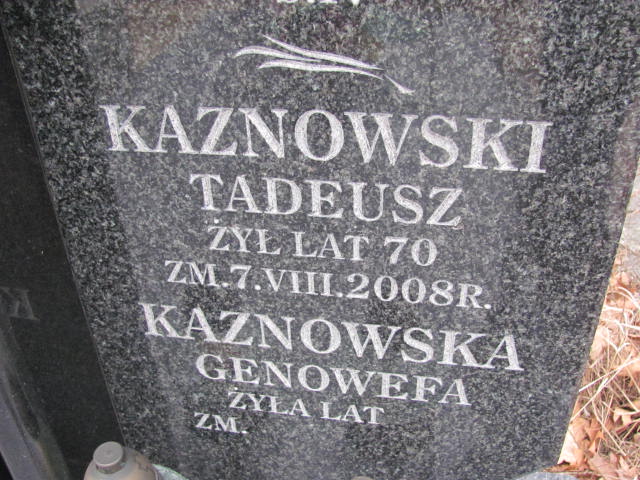 KAZNOWSKI
TADEUSZ
ŻYŁ LAT 70
ZM.7.VIII.2008R.
KAZNOWSKA
GENOWEFA
ŻYŁA LAT
ZM.